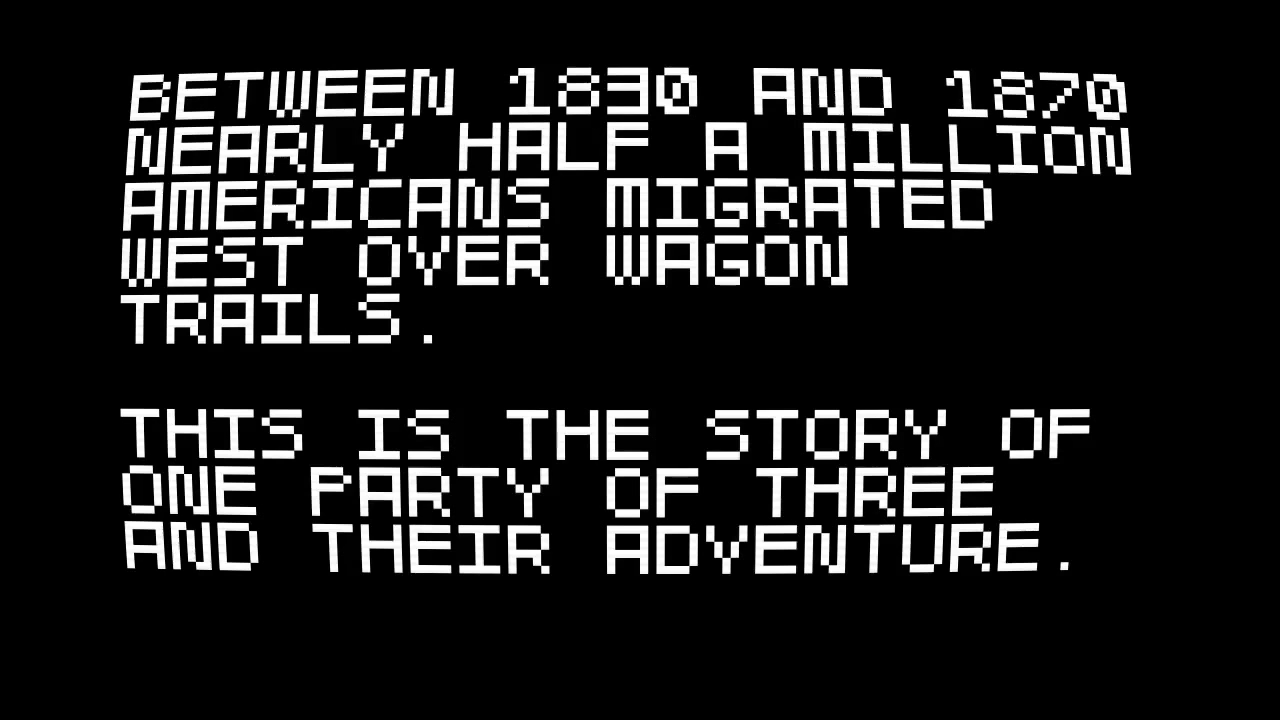 BETWEEN 1830 AND 1870
NEARLY HALF A MILLION
AMERICANS MIGRATED
WEST OVER WAGON
TRAILS.
THIS IS THE STORY OF
ONE PARTY OF THREE
AND THEIR ADVENTURE.